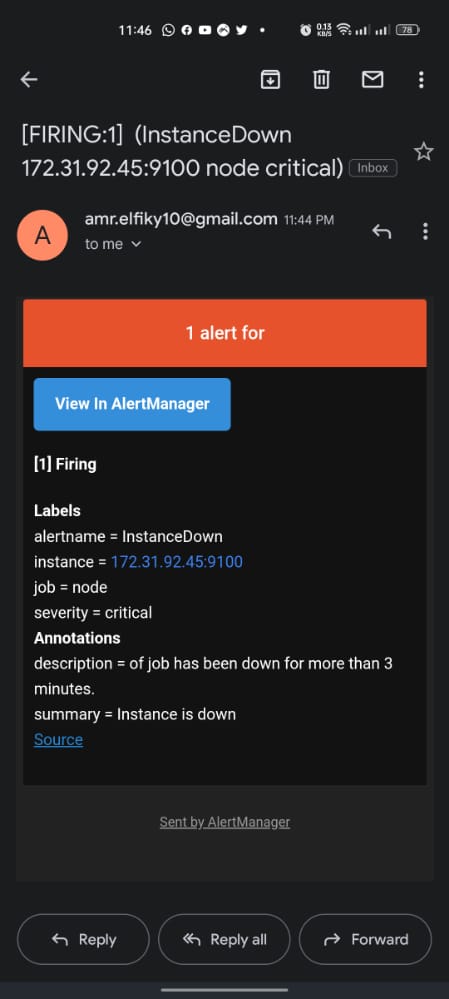 11:46
0.13
KB/S
78
[FIRING:1] (InstanceDown
172.31.92.45:9100 node critical)
Inbox
A
amr.elfiky10@gmail.com 11:44 PM
to me
1 alert for
View In AlertManager
[1] Firing
Labels
alertname = InstanceDown
instance = 172.31.92.45:9100
job = node
severity = critical
Annotations
description = of job has been down for more than 3
minutes.
summary = Instance is down
Source
Sent by AlertManager
Reply
Reply all
Forward